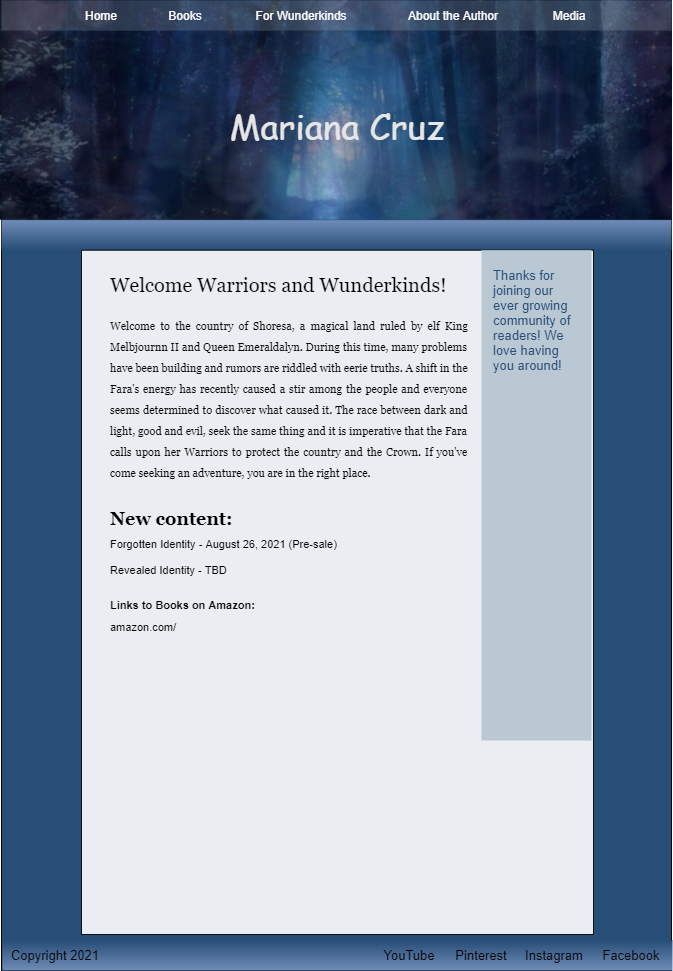 Home Books For Wunderkinds About the Author Media
Mariana Cruz
Welcome Warriors and Wunderkinds!
Welcome to the country of Shoresa, a magical land ruled by elf King
Melbjournn II and Queen Emeraldalyn. During this time, many problems
have been building and rumors are riddled with eerie truths. A shift in the
Fara's energy has recently caused a stir among the people and everyone
seems determined to discover what caused it. The race between dark and
light, good and evil, seek the same thing and it is imperative that the Fara
calls upon her Warriors to protect the country and the Crown. If you've
come seeking an adventure, you are in the right place.
New content:
Forgotten Identity - August 26, 2021 (Pre-sale)
Revealed Identity - TBD
Links to Books on Amazon:
amazon.com/
Thanks for
joining our
ever growing
community of
readers! We
love having
you around!
Copyright 2021 YouTube Pinterest Instagram Facebook